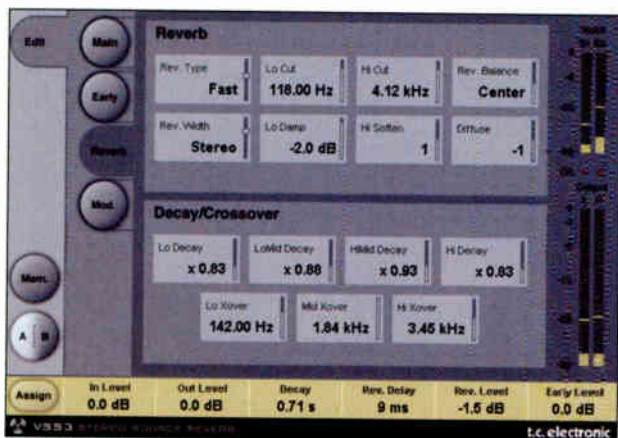 Edit
Main
Early
Reverb
Mod.
Mem.
A B
Assign
Reverb
Rev. Type
Fast
Lo Cut
118.00 Hz
Hi Cut
4.12 kHz
Rev. Balance
Center
Rev. Width
Stereo
Lo Damp
-2.0 dB
Hi Soften
1
Diffuse
-1
Decay/Crossover
Lo Decay
x 0.83
LoMid Decay
x 0.88
HiMid Decay
x 0.93
Hi Decay
x 0.83
Lo Xover
142.00 Hz
Mid Xover
1.84 kHz
Hi Xover
3.45 kHz
Output
In Level
0.0 dB
Out Level
0.0 dB
Decay
0.71 s
Rev. Delay
9 ms
Rev. Level
-1.5 dB
Early Level
0.0 dB
VSS3 STEREO SOURCE REVERB
t.c. electronic